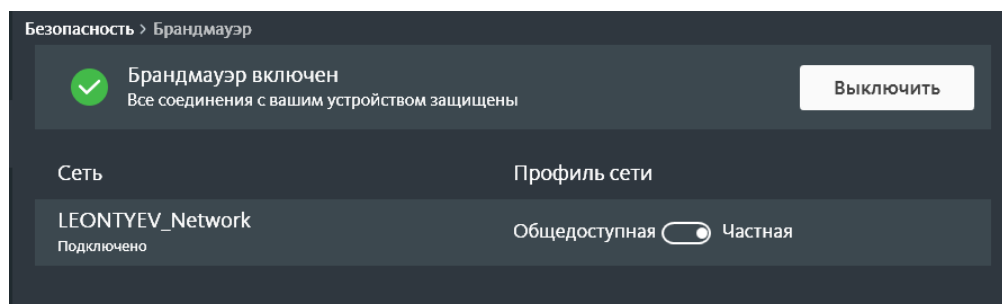 Безопасность > Брандмауэр
Брандмауэр включен
Все соединения с вашим устройством защищены
Выключить
Сеть
Профиль сети
LEONTYEV_Network
Подключено
Общедоступная
Частная